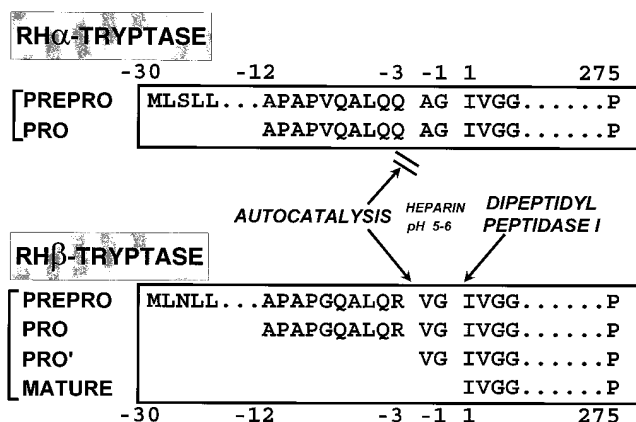 RHα-TRYPTASE
-30 -12 -3 -1 1 275
PREPRO MLSLL...APAPVQALQQ AG IVGG......P
PRO APAPVQALQQ AG IVGG......P
AUTOCATALYSIS HEPARIN pH 5-6 DIPEPTIDYL PEPTIDASE I
RHβ-TRYPTASE
PREPRO MLNLL...APAPGQALQR VG IVGG......P
PRO APAPGQALQR VG IVGG......P
PRO' VG IVGG......P
MATURE IVGG......P
-30 -12 -3 -1 1 275